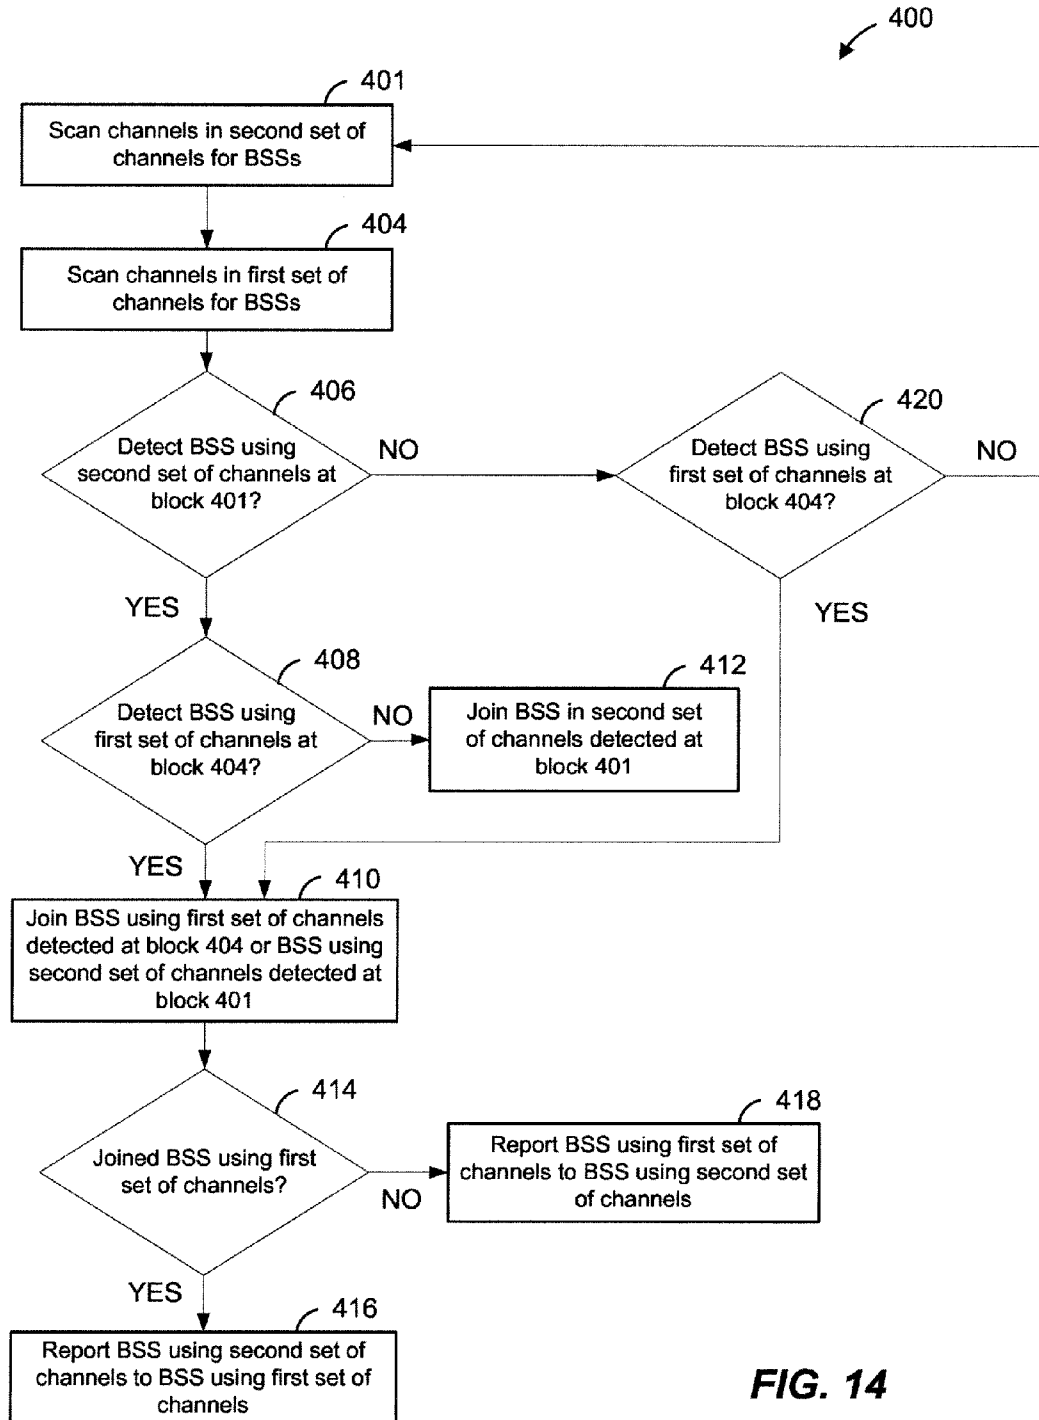 400
401
Scan channels in second set of
channels for BSSs
404
Scan channels in first set of
channels for BSSs
406
Detect BSS using
second set of channels at
block 401?
NO
420
Detect BSS using
first set of channels at
block 404?
NO
YES
YES
408
Detect BSS using
first set of channels at
block 404?
NO
412
Join BSS in second set
of channels detected at
block 401
YES
410
Join BSS using first set of channels
detected at block 404 or BSS using
second set of channels detected at
block 401
414
Joined BSS using first
set of channels?
NO
418
Report BSS using first set of
channels to BSS using second set
of channels
YES
416
Report BSS using second set of
channels to BSS using first set of
channels
FIG. 14